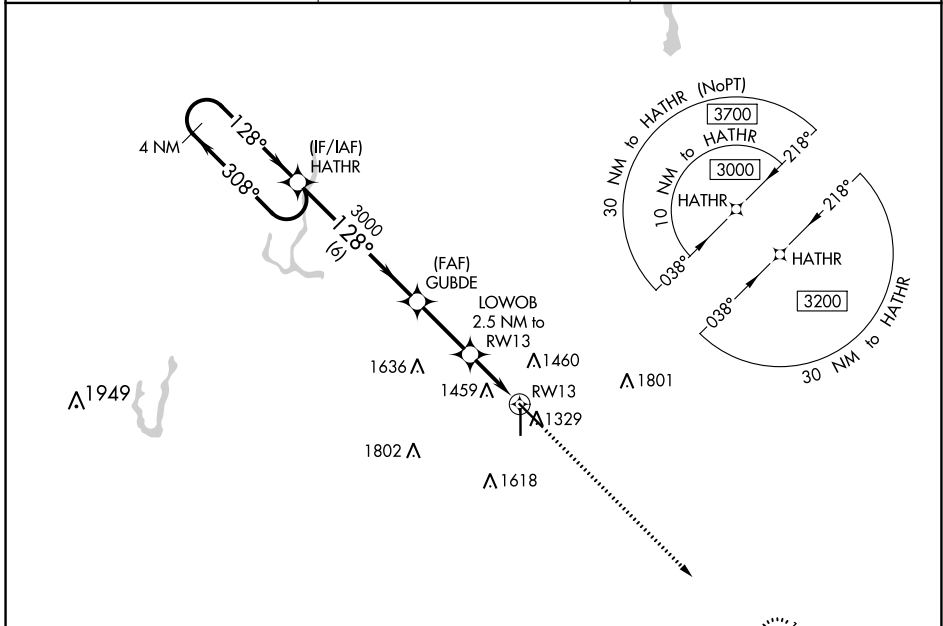 30 NM to HATHR (NoPT)
3700
10 NM to HATHR
3000
218°
HATHR
038°
218°
HATHR
3200
038°
30 NM to HATHR
4 NM
128°
308°
(IF/IAF)
HATHR
3000
128°
(6)
(FAF)
GUBDE
LOWOB
2.5 NM to
RW13
1636
1460
1459
RW13
1801
1949
1329
1802
1618